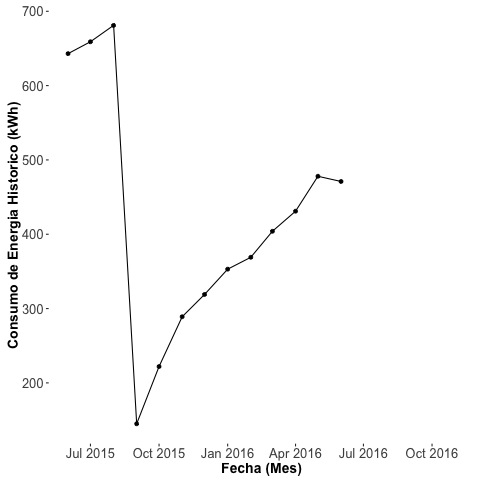 700
600
500
400
300
200
Consumo de Energia Historico (kWh)
Jul 2015 Oct 2015 Jan 2016 Apr 2016 Jul 2016 Oct 2016
Fecha (Mes)